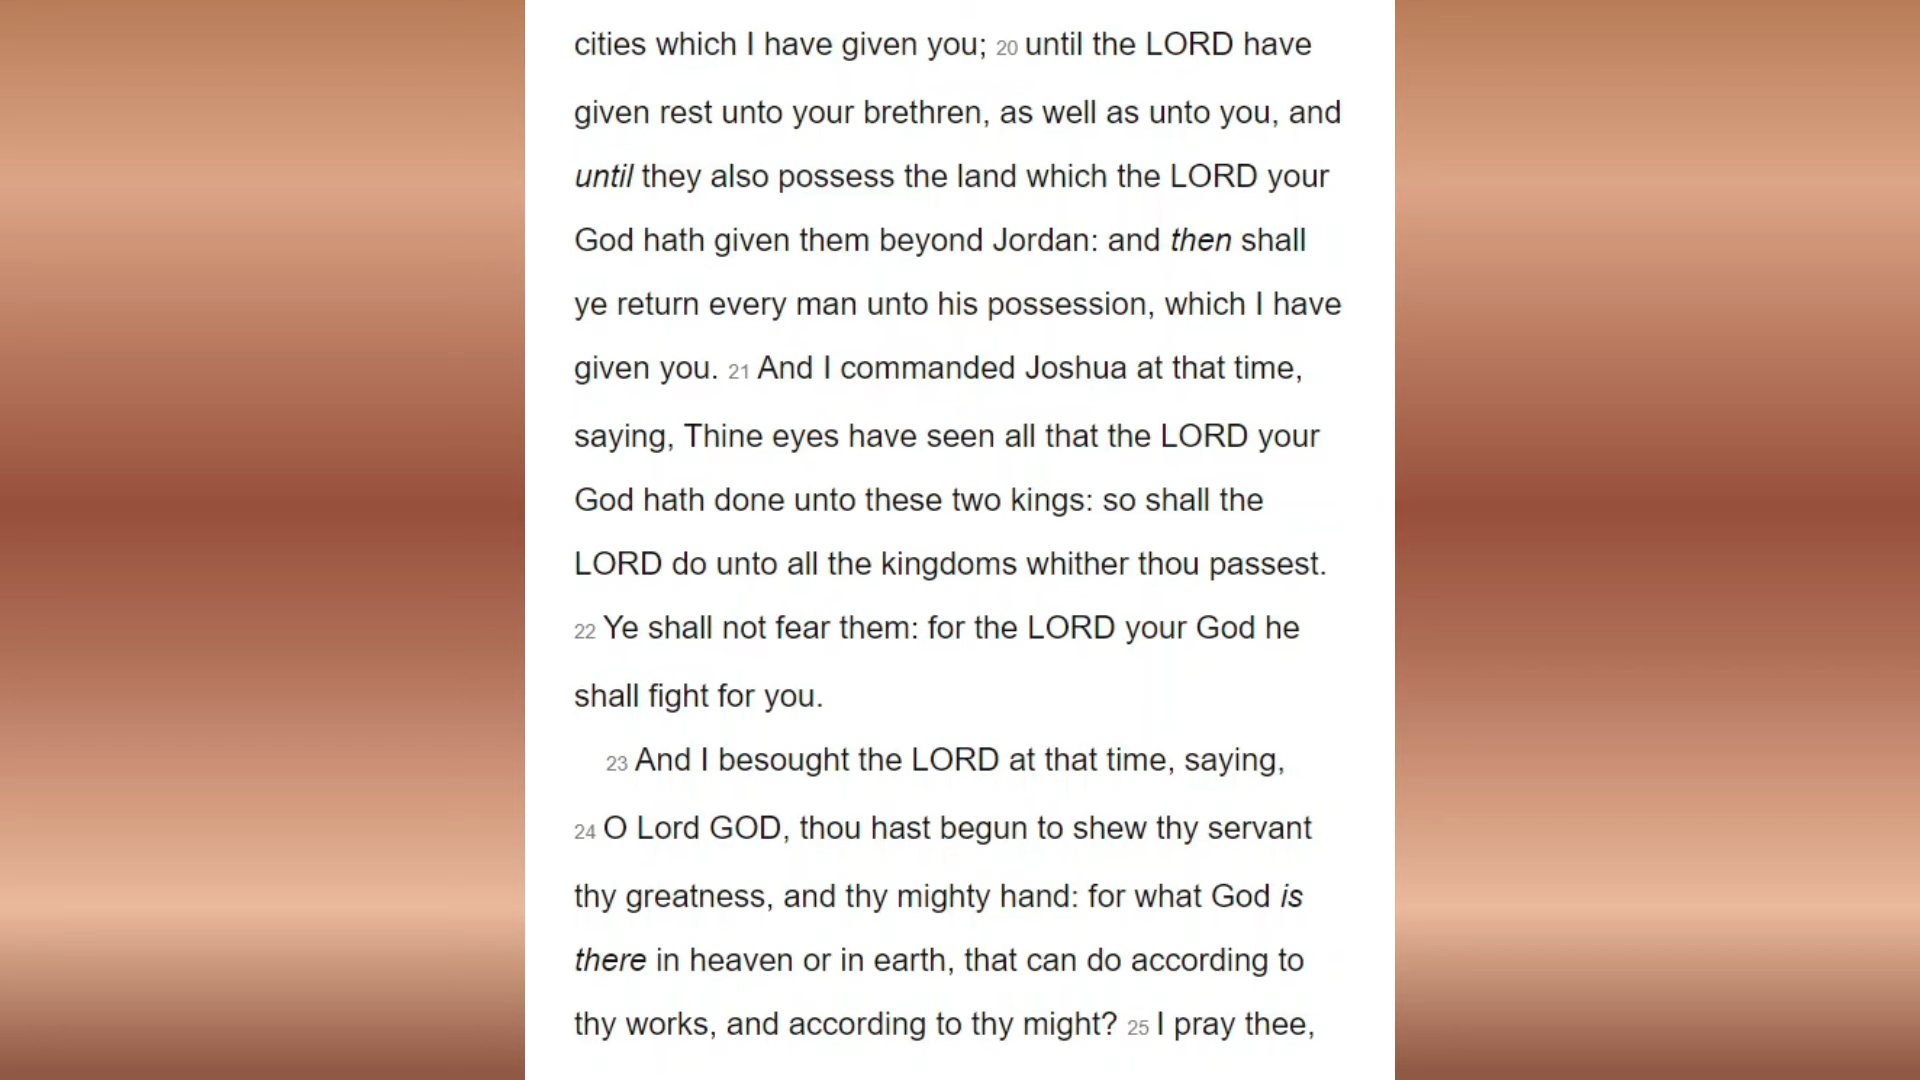 cities which I have given you; 20 until the LORD have
given rest unto your brethren, as well as unto you, and
until they also possess the land which the LORD your
God hath given them beyond Jordan: and then shall
ye return every man unto his possession, which I have
given you. 21 And I commanded Joshua at that time,
saying, Thine eyes have seen all that the LORD your
God hath done unto these two kings: so shall the
LORD do unto all the kingdoms whither thou passest.
22 Ye shall not fear them: for the LORD your God he
shall fight for you.
23 And I besought the LORD at that time, saying,
24 O Lord GOD, thou hast begun to shew thy servant
thy greatness, and thy mighty hand: for what God is
there in heaven or in earth, that can do according to
thy works, and according to thy might? 25 I pray thee,